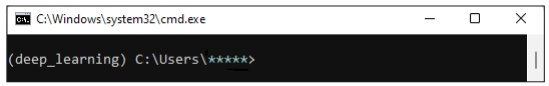 C:\Windows\system32\cmd.exe
(deep_learning) C:\Users\*****>